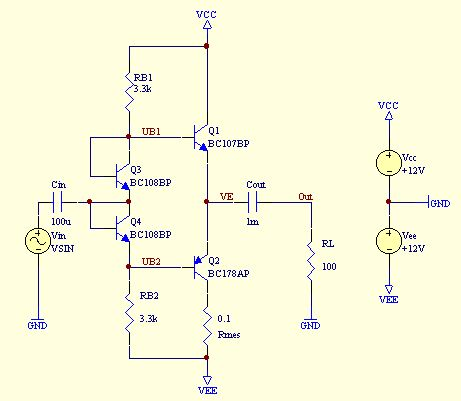 VCC
RB1
3.3k
UB1
Q1
BC107BP
VCC
Q3
BC108BP
Vcc
+12V
Cin
100u
VE
Cout
1m
Out
GND
Q4
BC108BP
Vin
VSIN
Vee
+12V
UB2
Q2
BC178AP
RL
100
RB2
3.3k
0.1
Rmes
VEE
GND
GND
VEE